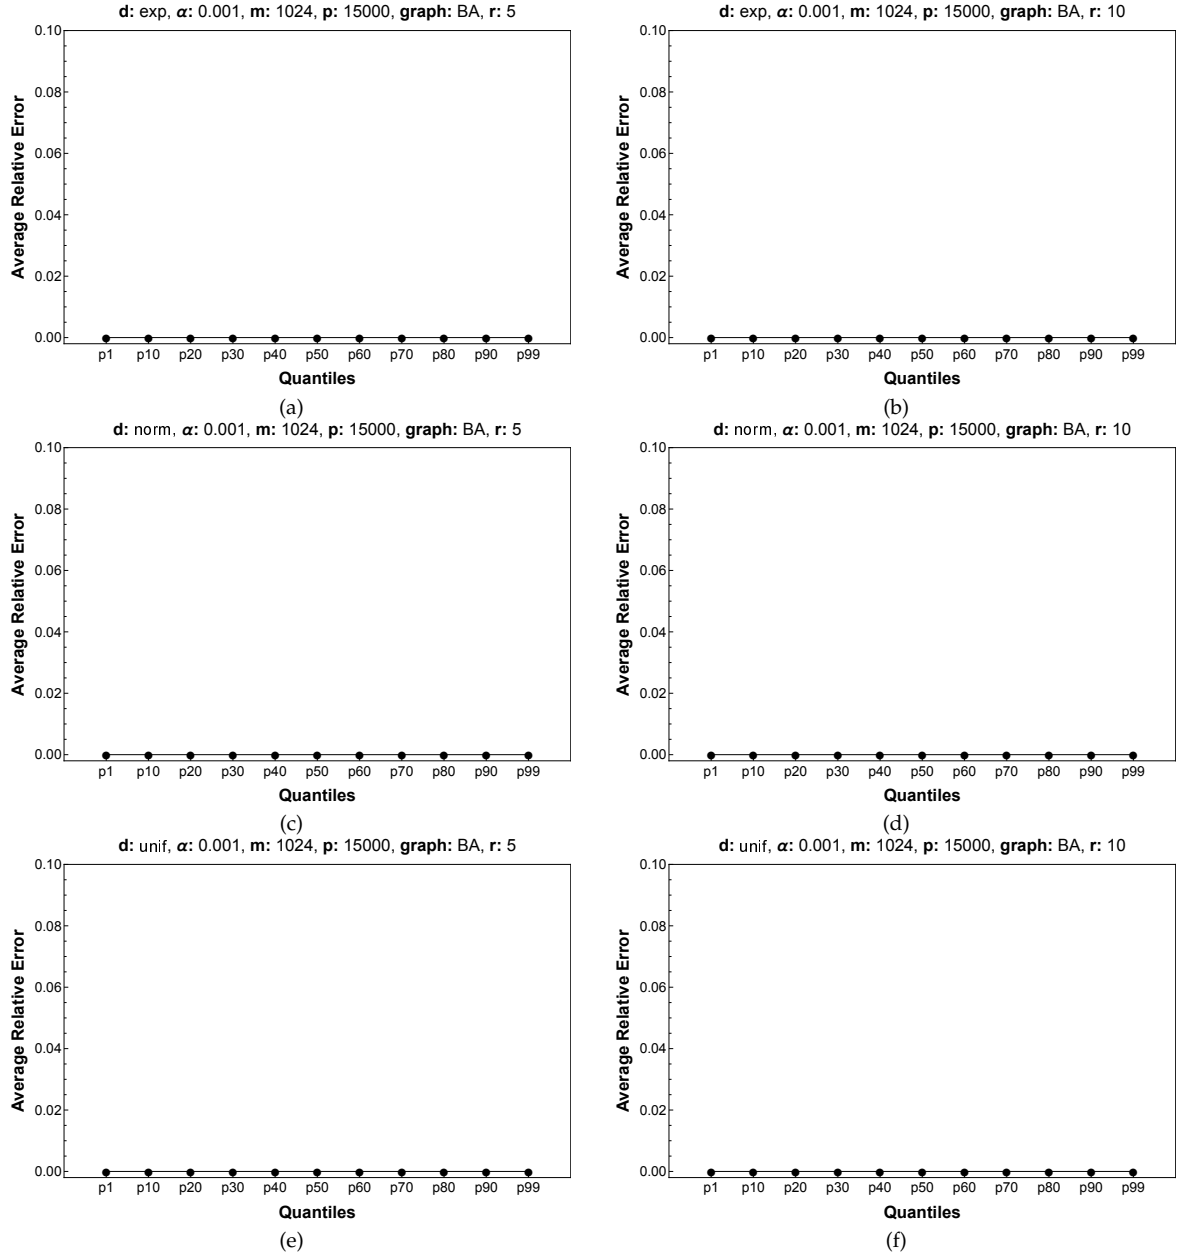 d: exp, α: 0.001, m: 1024, p: 15000, graph: BA, r: 5
Average Relative Error
0.10
0.08
0.06
0.04
0.02
0.00
p1 p10 p20 p30 p40 p50 p60 p70 p80 p90 p99
Quantiles
(a)
d: exp, α: 0.001, m: 1024, p: 15000, graph: BA, r: 10
Average Relative Error
0.10
0.08
0.06
0.04
0.02
0.00
p1 p10 p20 p30 p40 p50 p60 p70 p80 p90 p99
Quantiles
(b)
d: norm, α: 0.001, m: 1024, p: 15000, graph: BA, r: 5
Average Relative Error
0.10
0.08
0.06
0.04
0.02
0.00
p1 p10 p20 p30 p40 p50 p60 p70 p80 p90 p99
Quantiles
(c)
d: norm, α: 0.001, m: 1024, p: 15000, graph: BA, r: 10
Average Relative Error
0.10
0.08
0.06
0.04
0.02
0.00
p1 p10 p20 p30 p40 p50 p60 p70 p80 p90 p99
Quantiles
(d)
d: unif, α: 0.001, m: 1024, p: 15000, graph: BA, r: 5
Average Relative Error
0.10
0.08
0.06
0.04
0.02
0.00
p1 p10 p20 p30 p40 p50 p60 p70 p80 p90 p99
Quantiles
(e)
d: unif, α: 0.001, m: 1024, p: 15000, graph: BA, r: 10
Average Relative Error
0.10
0.08
0.06
0.04
0.02
0.00
p1 p10 p20 p30 p40 p50 p60 p70 p80 p90 p99
Quantiles
(f)